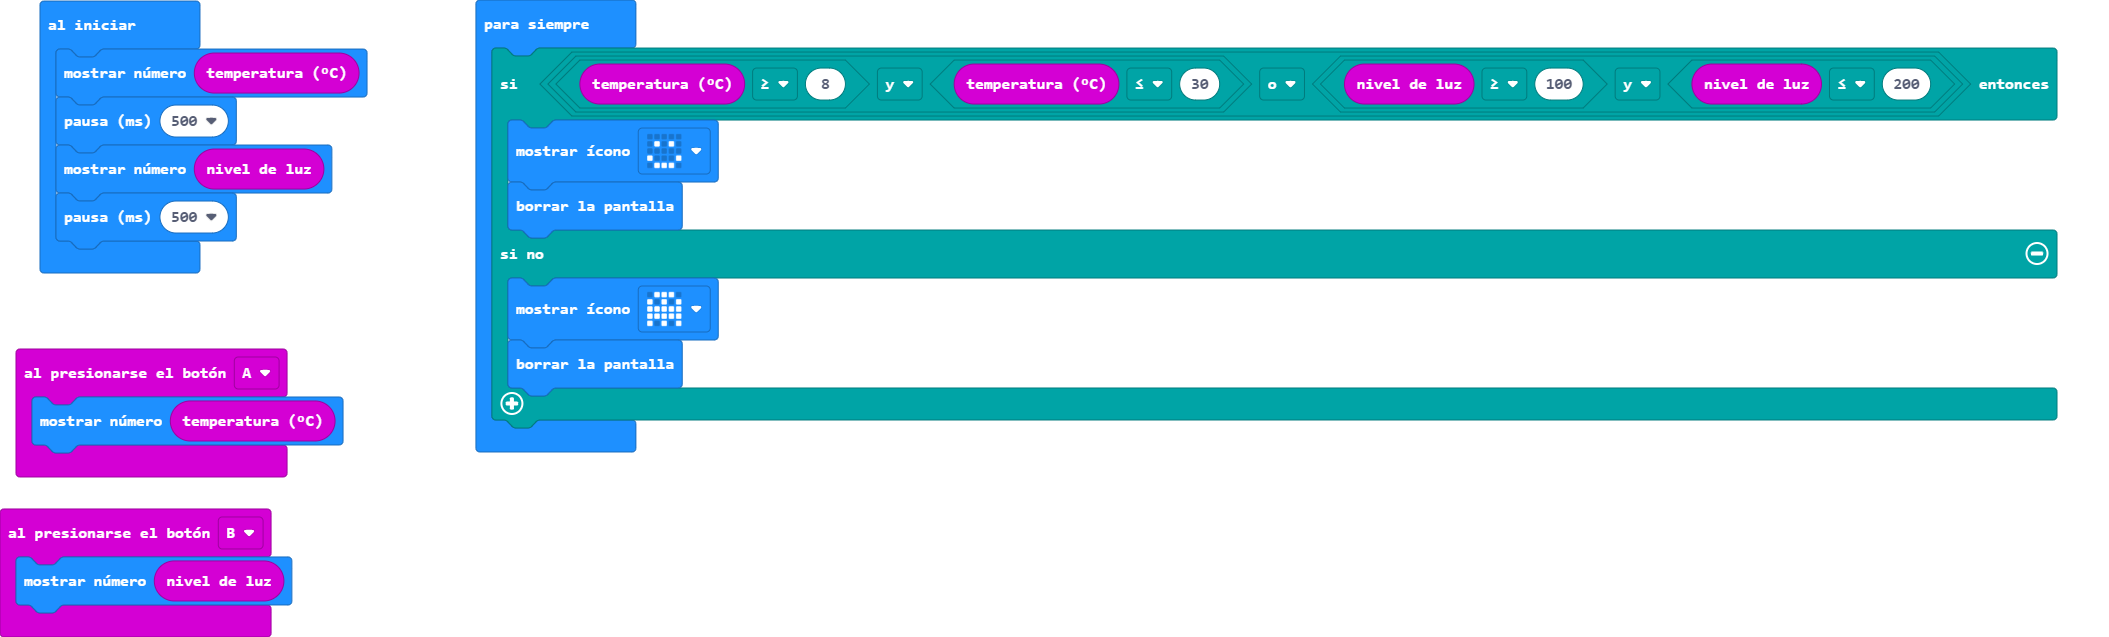 al iniciar
mostrar número temperatura (ºC)
pausa (ms) 500
mostrar número nivel de luz
pausa (ms) 500
para siempre
si temperatura (ºC) ≥ 8 y temperatura (ºC) ≤ 30 o nivel de luz ≥ 100 y nivel de luz ≤ 200 entonces
mostrar ícono
borrar la pantalla
si no
mostrar ícono
borrar la pantalla
al presionarse el botón A
mostrar número temperatura (ºC)
al presionarse el botón B
mostrar número nivel de luz